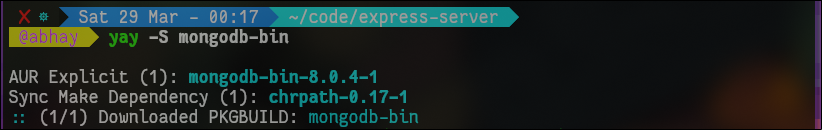 ✗ ⚙ Sat 29 Mar - 00:17 ~/code/express-server
@abhay yay -S mongodb-bin
AUR Explicit (1): mongodb-bin-8.0.4-1
Sync Make Dependency (1): chrpath-0.17-1
:: (1/1) Downloaded PKGBUILD: mongodb-bin